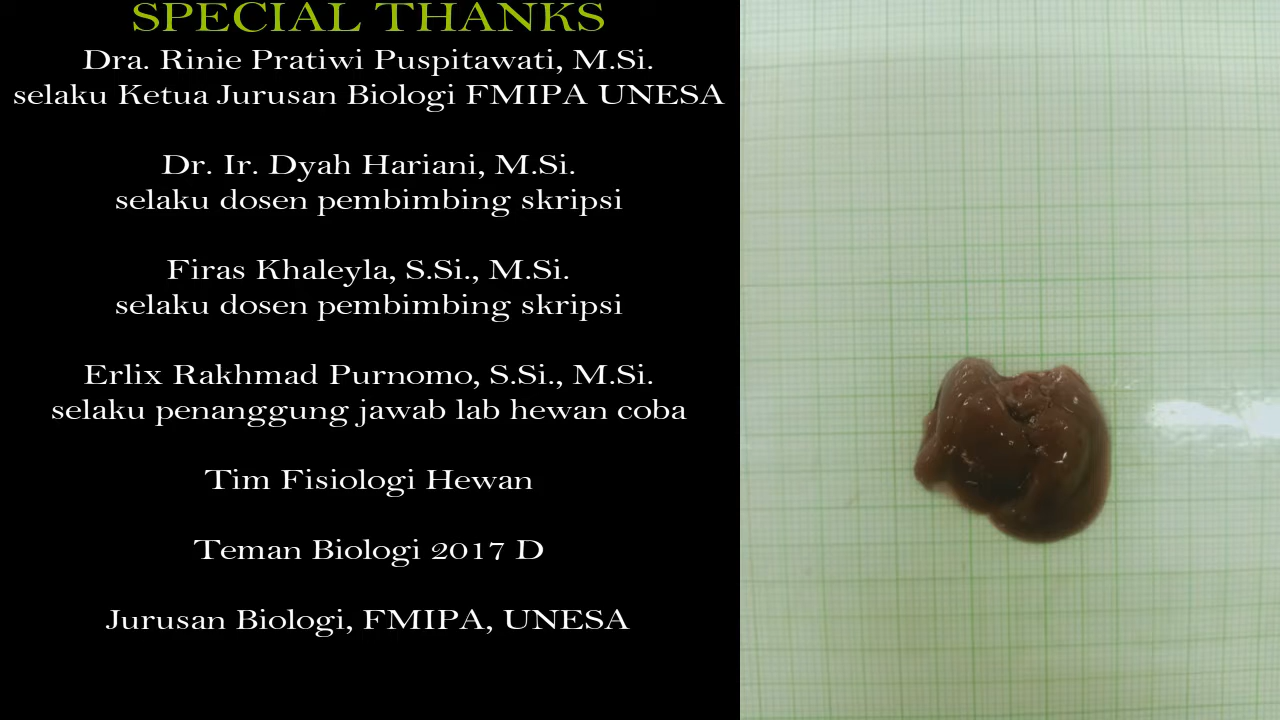 SPECIAL THANKS
Dra. Rinie Pratiwi Puspitawati, M.Si.
selaku Ketua Jurusan Biologi FMIPA UNESA
Dr. Ir. Dyah Hariani, M.Si.
selaku dosen pembimbing skripsi
Firas Khaleyla, S.Si., M.Si.
selaku dosen pembimbing skripsi
Erlix Rakhmad Purnomo, S.Si., M.Si.
selaku penanggung jawab lab hewan coba
Tim Fisiologi Hewan
Teman Biologi 2017 D
Jurusan Biologi, FMIPA, UNESA